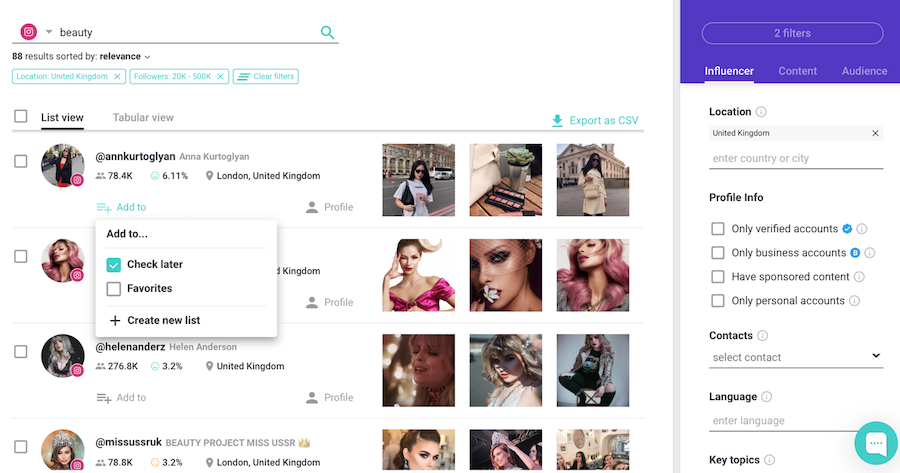 beauty
88 results sorted by: relevance
Location: United Kingdom
Followers: 20K - 500K
Clear filters
List view
Tabular view
Export as CSV
@annkurtoglyan Anna Kurtoglyan
78.4K 6.11% London, United Kingdom
Add to
Profile
Add to...
Check later
Favorites
Create new list
Kingdom
Profile
@helenanderz Helen Anderson
276.8K 3.2% United Kingdom
Add to
Profile
@missussruk BEAUTY PROJECT MISS USSR 👑
78.8K 3.2% London, United Kingdom
2 filters
Influencer
Content
Audience
Location
United Kingdom
enter country or city
Profile Info
Only verified accounts
Only business accounts B
Have sponsored content
Only personal accounts
Contacts
select contact
Language
enter language
Key topics